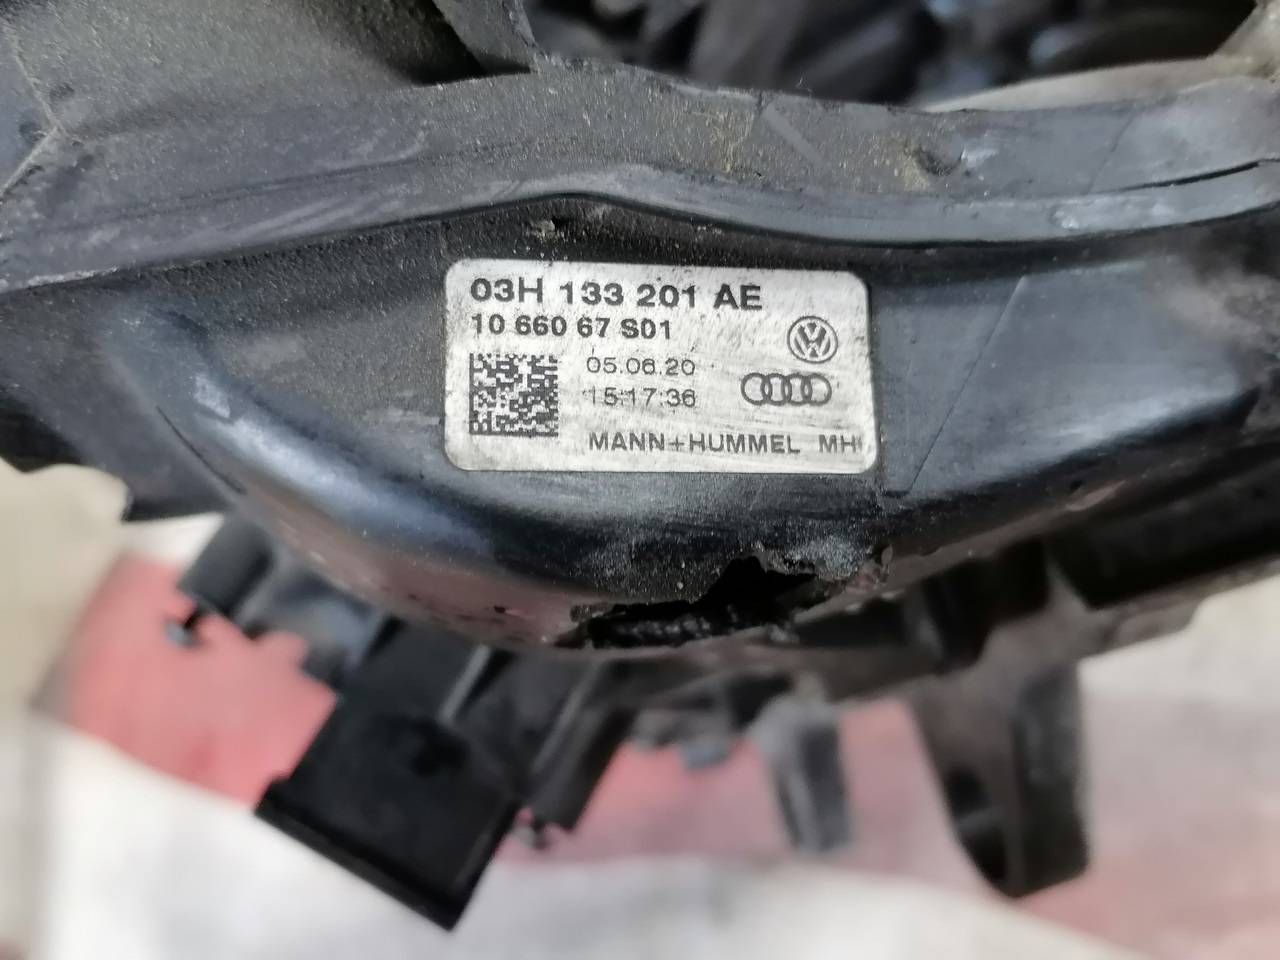 03H 133 201 AE
10 660 67 S01
05.06.20
15:17:36
MANN+HUMMEL MH